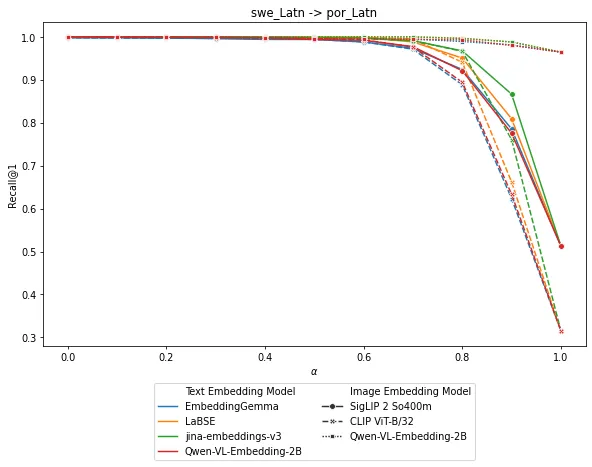 swe_Latn -> por_Latn
Recall@1
1.0
0.9
0.8
0.7
0.6
0.5
0.4
0.3
0.0 0.2 0.4 0.6 0.8 1.0
α
Text Embedding Model Image Embedding Model
EmbeddingGemma SigLIP 2 So400m
LaBSE CLIP ViT-B/32
jina-embeddings-v3 Qwen-VL-Embedding-2B
Qwen-VL-Embedding-2B